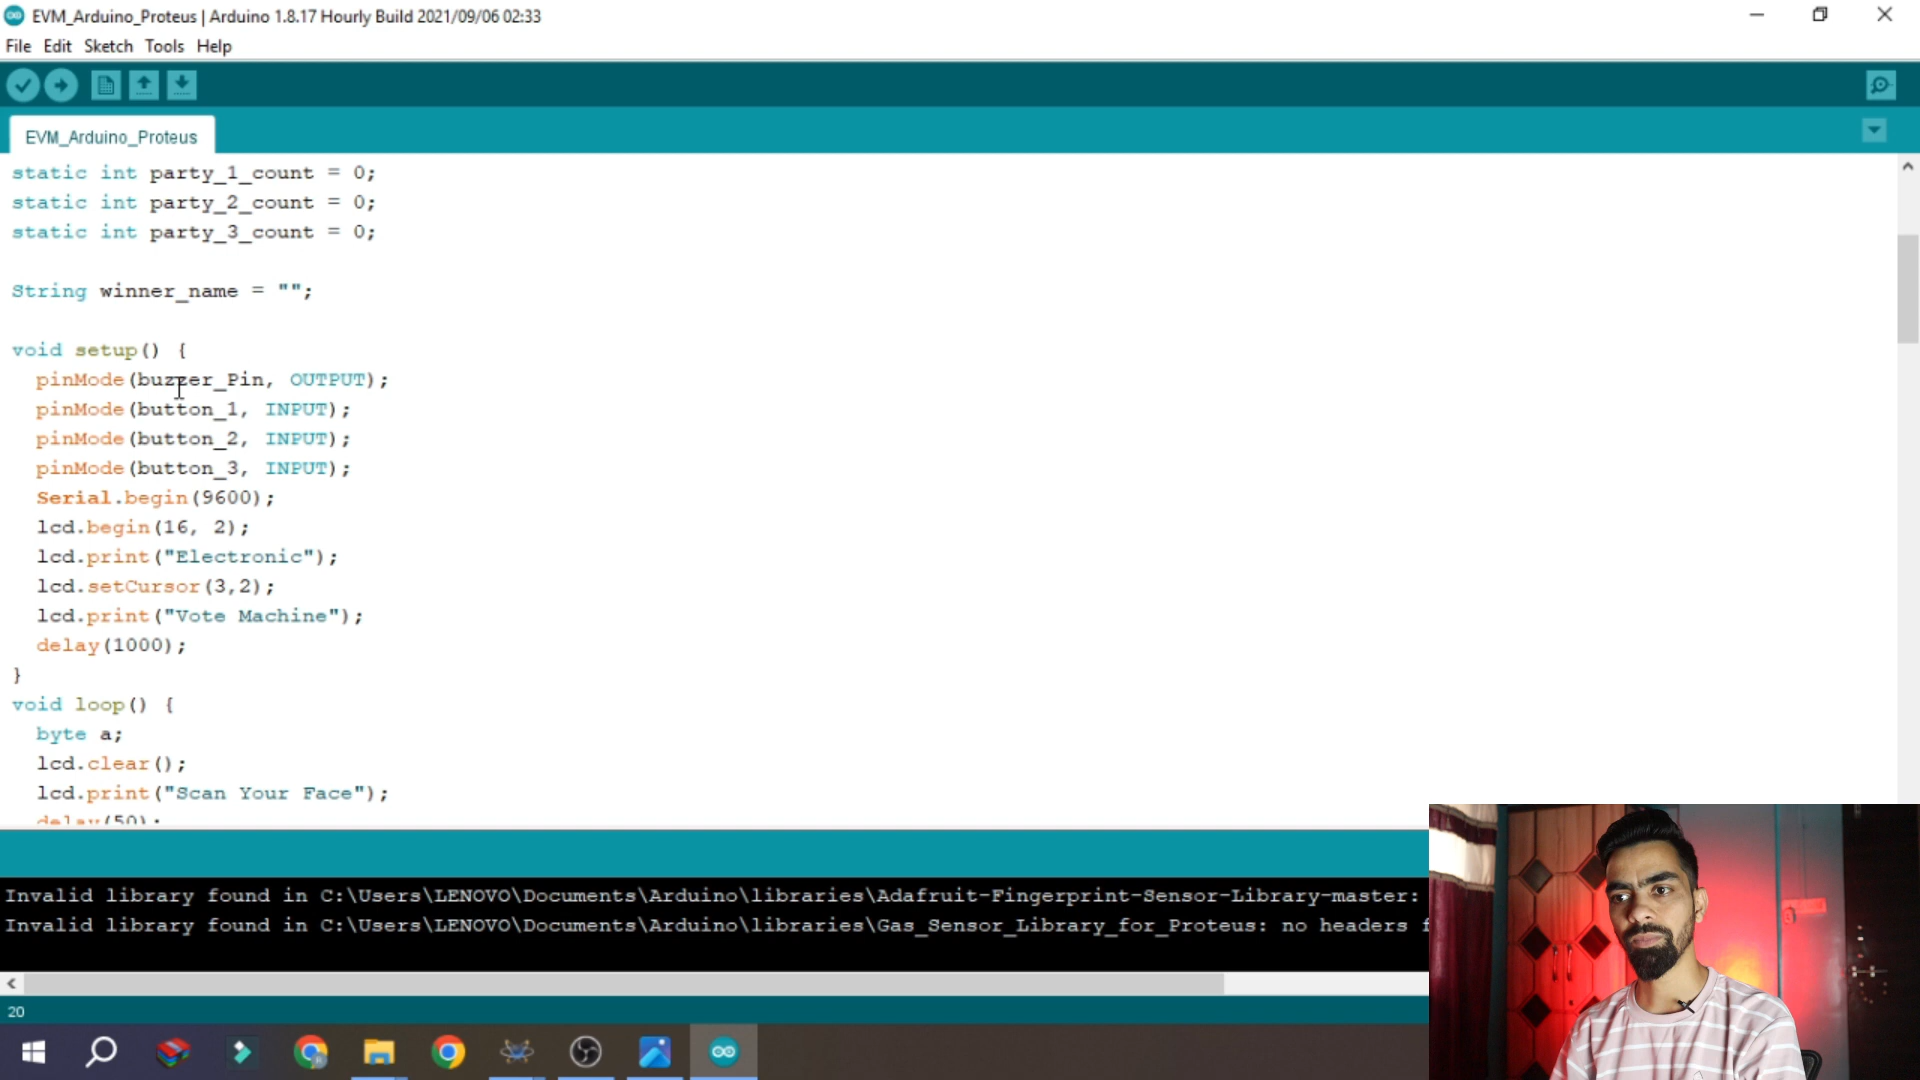 EVM_Arduino_Proteus | Arduino 1.8.17 Hourly Build 2021/09/06 02:33
File Edit Sketch Tools Help
EVM_Arduino_Proteus
static int party_1_count = 0;
static int party_2_count = 0;
static int party_3_count = 0;
String winner_name = "";
void setup() {
pinMode(buzzer_Pin, OUTPUT);
pinMode(button_1, INPUT);
pinMode(button_2, INPUT);
pinMode(button_3, INPUT);
Serial.begin(9600);
lcd.begin(16, 2);
lcd.print("Electronic");
lcd.setCursor(3,2);
lcd.print("Vote Machine");
delay(1000);
}
void loop() {
byte a;
lcd.clear();
lcd.print("Scan Your Face");
delay(50);
Invalid library found in C:\Users\LENOVO\Documents\Arduino\libraries\Adafruit-Fingerprint-Sensor-Library-master:
Invalid library found in C:\Users\LENOVO\Documents\Arduino\libraries\Gas_Sensor_Library_for_Proteus: no headers f
20